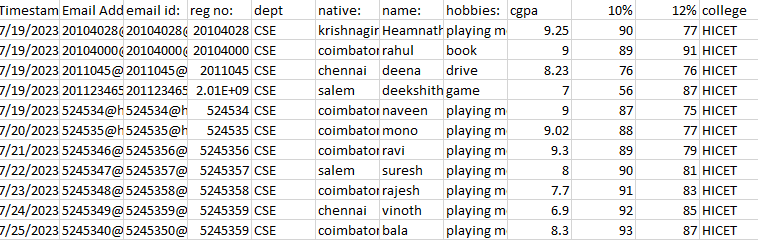 Timestam Email Add email id: reg no: dept native: name: hobbies: cgpa 10% 12% college
7/19/2023 20104028@ 20104028@ 20104028 CSE krishnagir Heamnath playing m 9.25 90 77 HICET
7/19/2023 20104000@ 20104000@ 20104000 CSE coimbator rahul book 9 89 91 HICET
7/19/2023 2011045@ 2011045@ 2011045 CSE chennai deena drive 8.23 76 76 HICET
7/19/2023 201123465 201123465 2.01E+09 CSE salem deekshith game 7 56 87 HICET
7/19/2023 524534@h 524534@h 524534 CSE coimbator naveen playing m 9 87 75 HICET
7/20/2023 524535@h 524535@h 524535 CSE coimbator mono playing m 9.02 88 77 HICET
7/21/2023 5245346@ 5245356@ 5245356 CSE coimbator ravi playing m 9.3 89 79 HICET
7/22/2023 5245347@ 5245357@ 5245357 CSE salem suresh playing m 8 90 81 HICET
7/23/2023 5245348@ 5245358@ 5245358 CSE coimbator rajesh playing m 7.7 91 83 HICET
7/24/2023 5245349@ 5245359@ 5245359 CSE chennai vinoth playing m 6.9 92 85 HICET
7/25/2023 5245340@ 5245350@ 5245359 CSE coimbator bala playing m 8.3 93 87 HICET